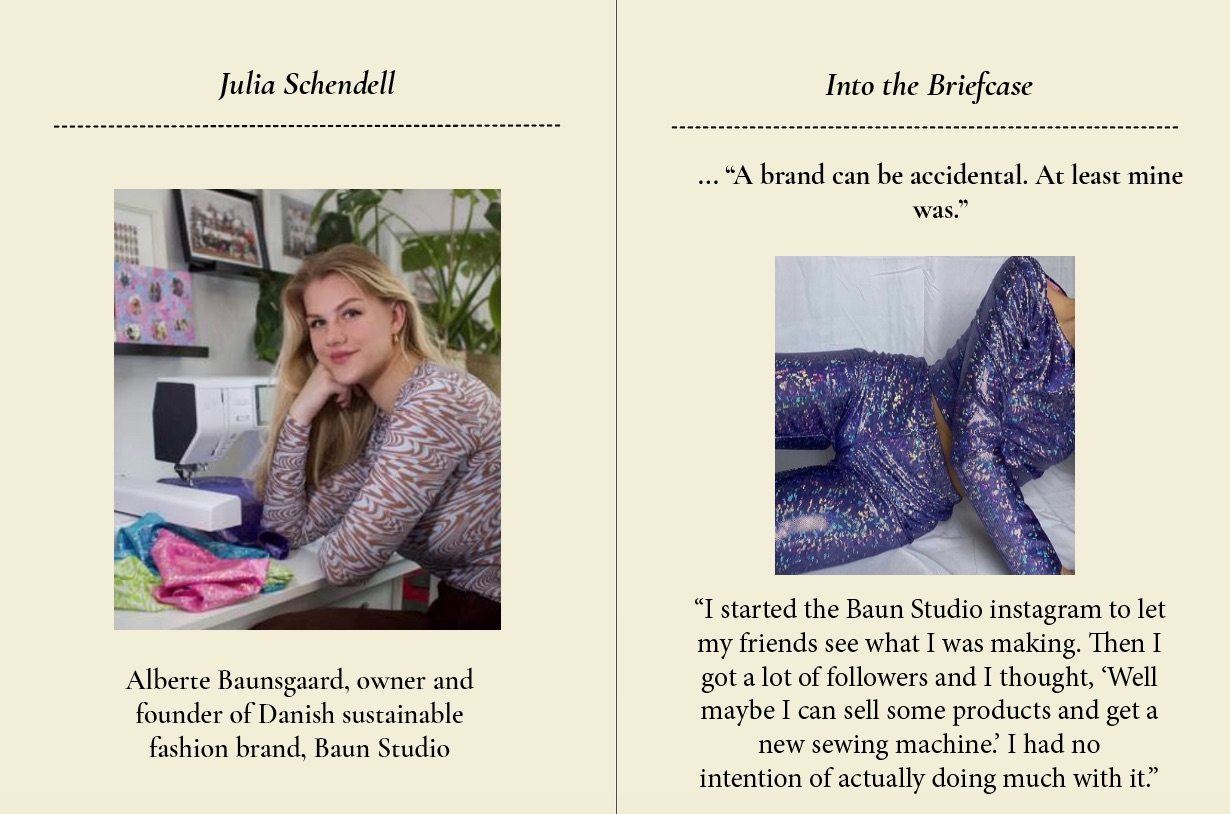 Julia Schendell
Alberte Baunsgaard, owner and
founder of Danish sustainable
fashion brand, Baun Studio
Into the Briefcase
... “A brand can be accidental. At least mine
was.”
“I started the Baun Studio instagram to let
my friends see what I was making. Then I
got a lot of followers and I thought, ‘Well
maybe I can sell some products and get a
new sewing machine.’ I had no
intention of actually doing much with it.”